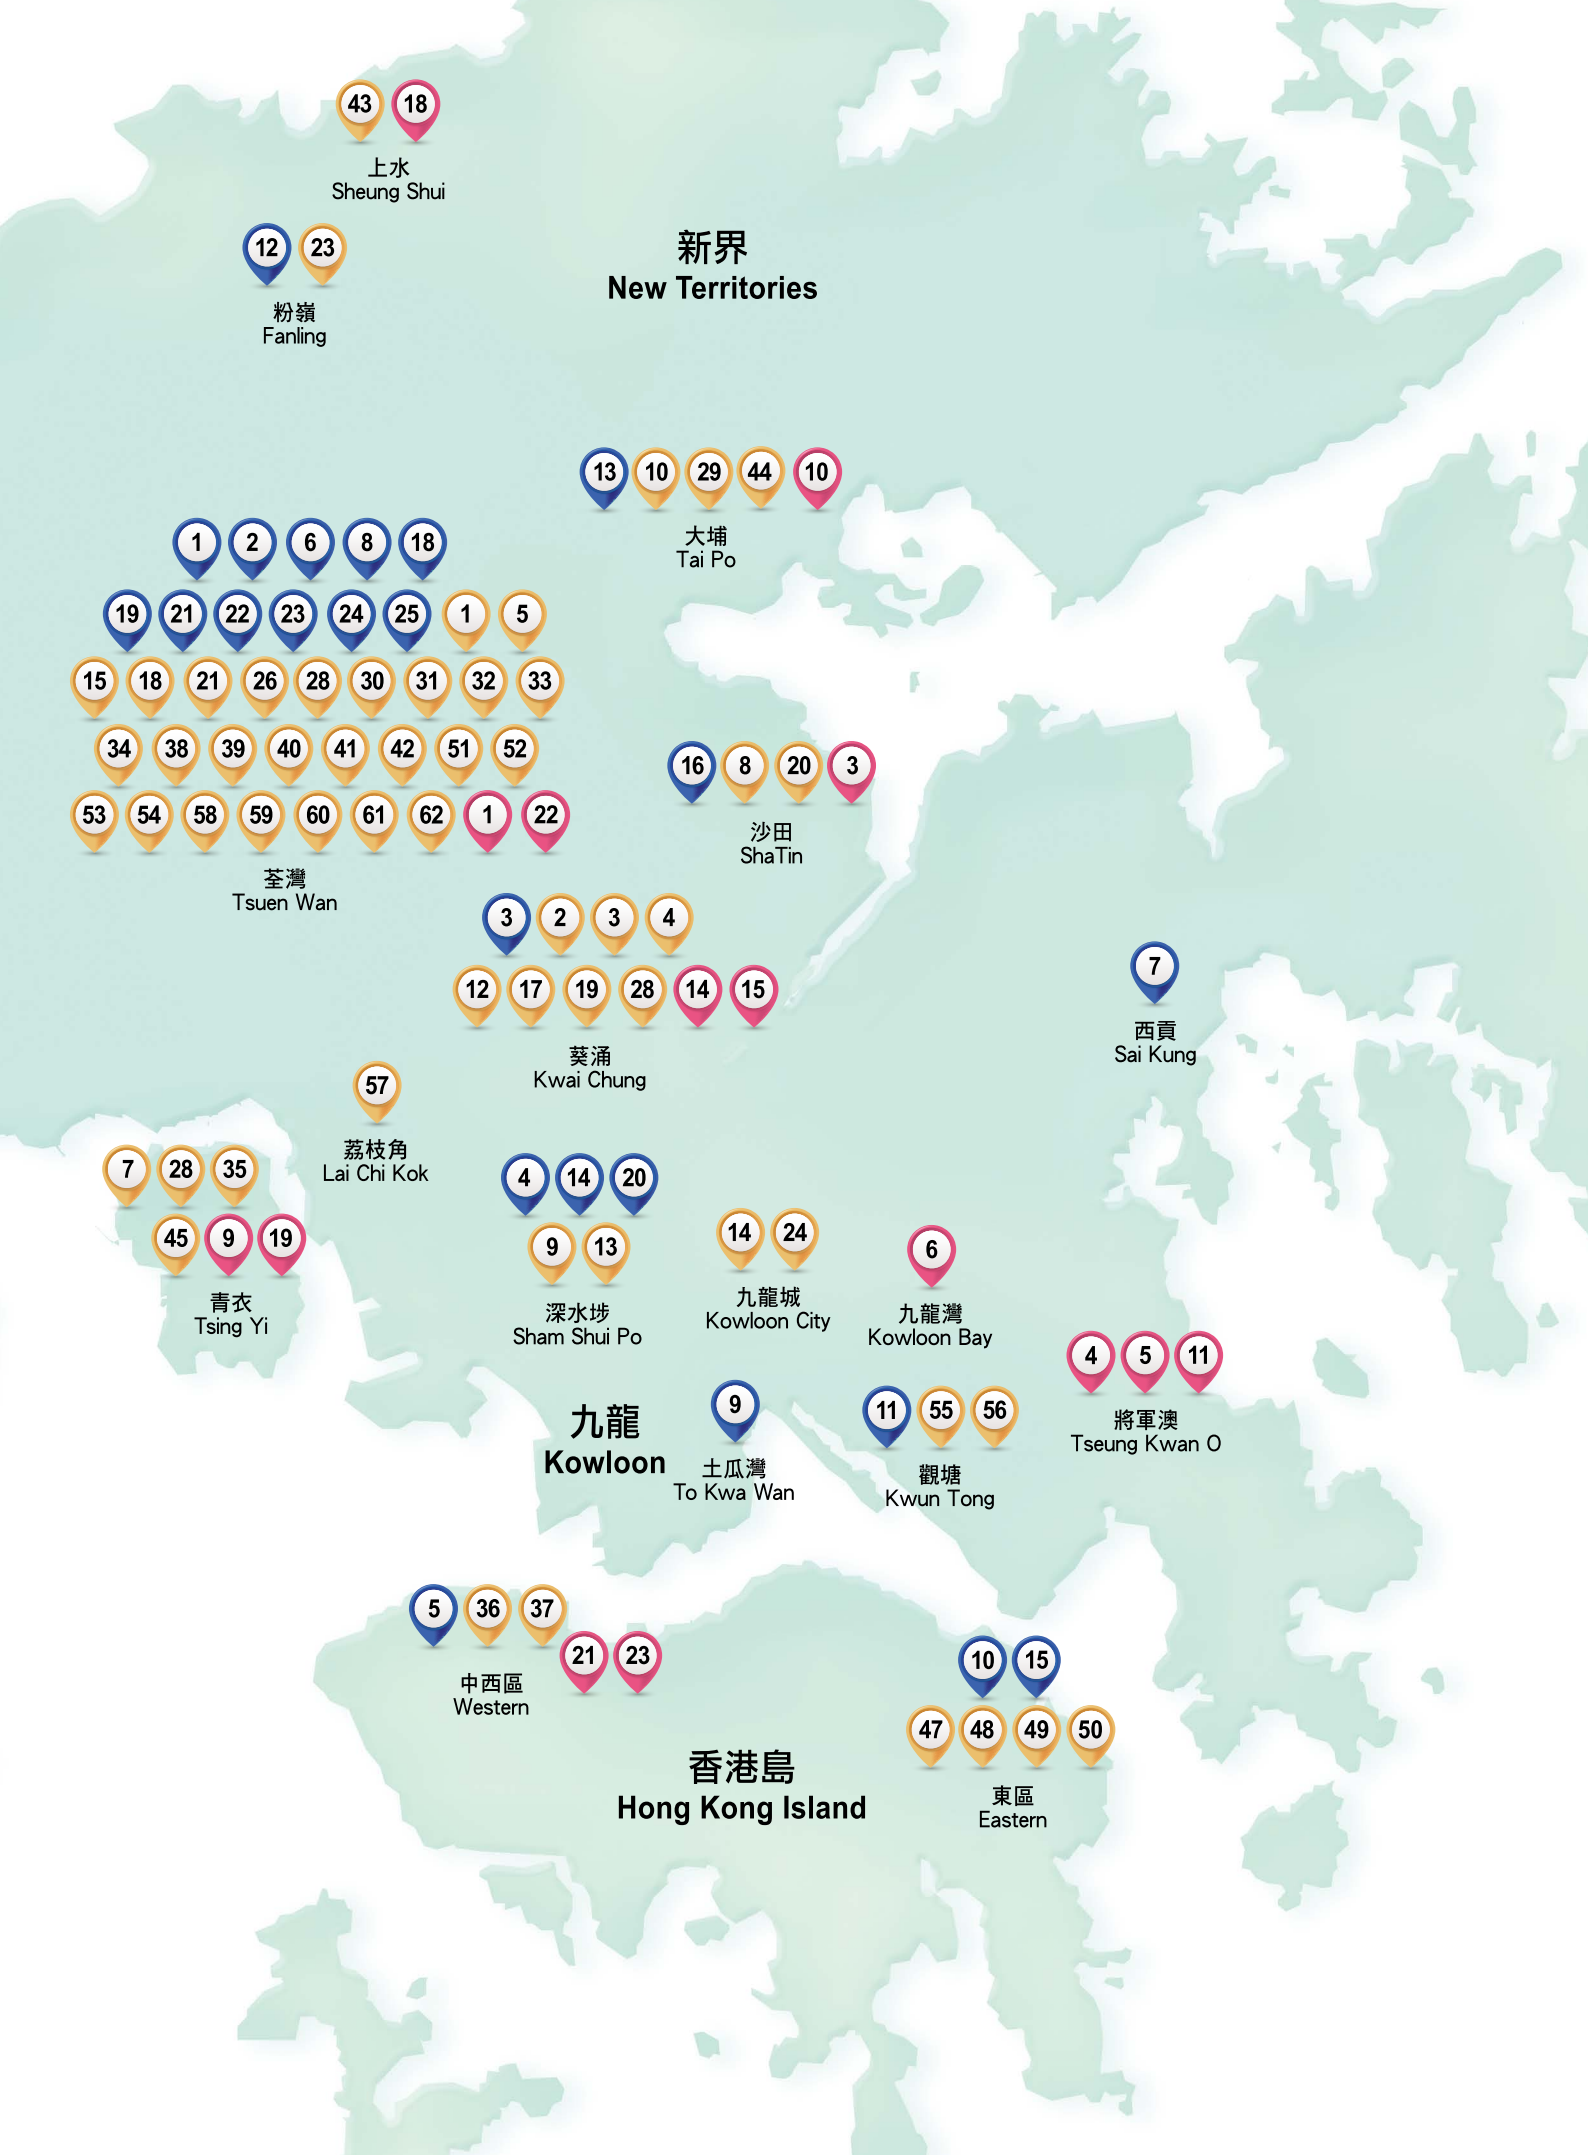 43 18
上水
Sheung Shui
12 23
粉嶺
Fanling
新界
New Territories
13 10 29 44 10
大埔
Tai Po
1 2 6 8 18
19 21 22 23 24 25 1 5
15 18 21 26 28 30 31 32 33
34 38 39 40 41 42 51 52
53 54 58 59 60 61 62 1 22
荃灣
Tsuen Wan
16 8 20 3
沙田
ShaTin
3 2 3 4
12 17 19 28 14 15
葵涌
Kwai Chung
7
西貢
Sai Kung
57
荔枝角
Lai Chi Kok
7 28 35
45 9 19
青衣
Tsing Yi
4 14 20
9 13
深水埗
Sham Shui Po
14 24
九龍城
Kowloon City
6
九龍灣
Kowloon Bay
4 5 11
將軍澳
Tseung Kwan O
九龍
Kowloon
9
土瓜灣
To Kwa Wan
11 55 56
觀塘
Kwun Tong
5 36 37
21 23
中西區
Western
10 15
47 48 49 50
東區
Eastern
香港島
Hong Kong Island